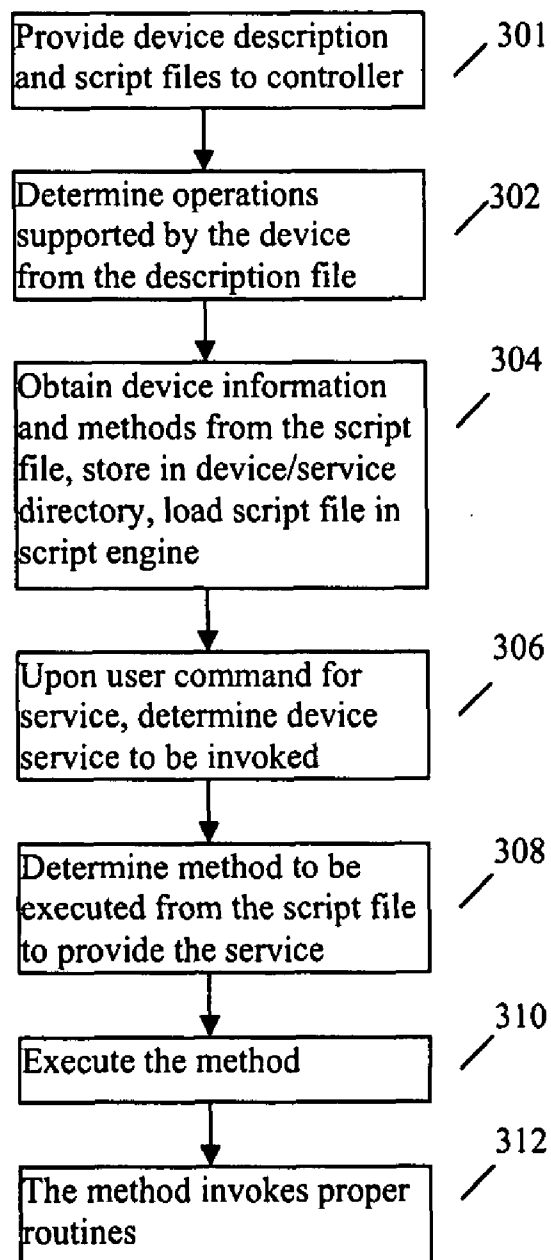 Provide device description
and script files to controller
301
Determine operations
supported by the device
from the description file
302
Obtain device information
and methods from the script
file, store in device/service
directory, load script file in
script engine
304
Upon user command for
service, determine device
service to be invoked
306
Determine method to be
executed from the script file
to provide the service
308
Execute the method
310
The method invokes proper
routines
312